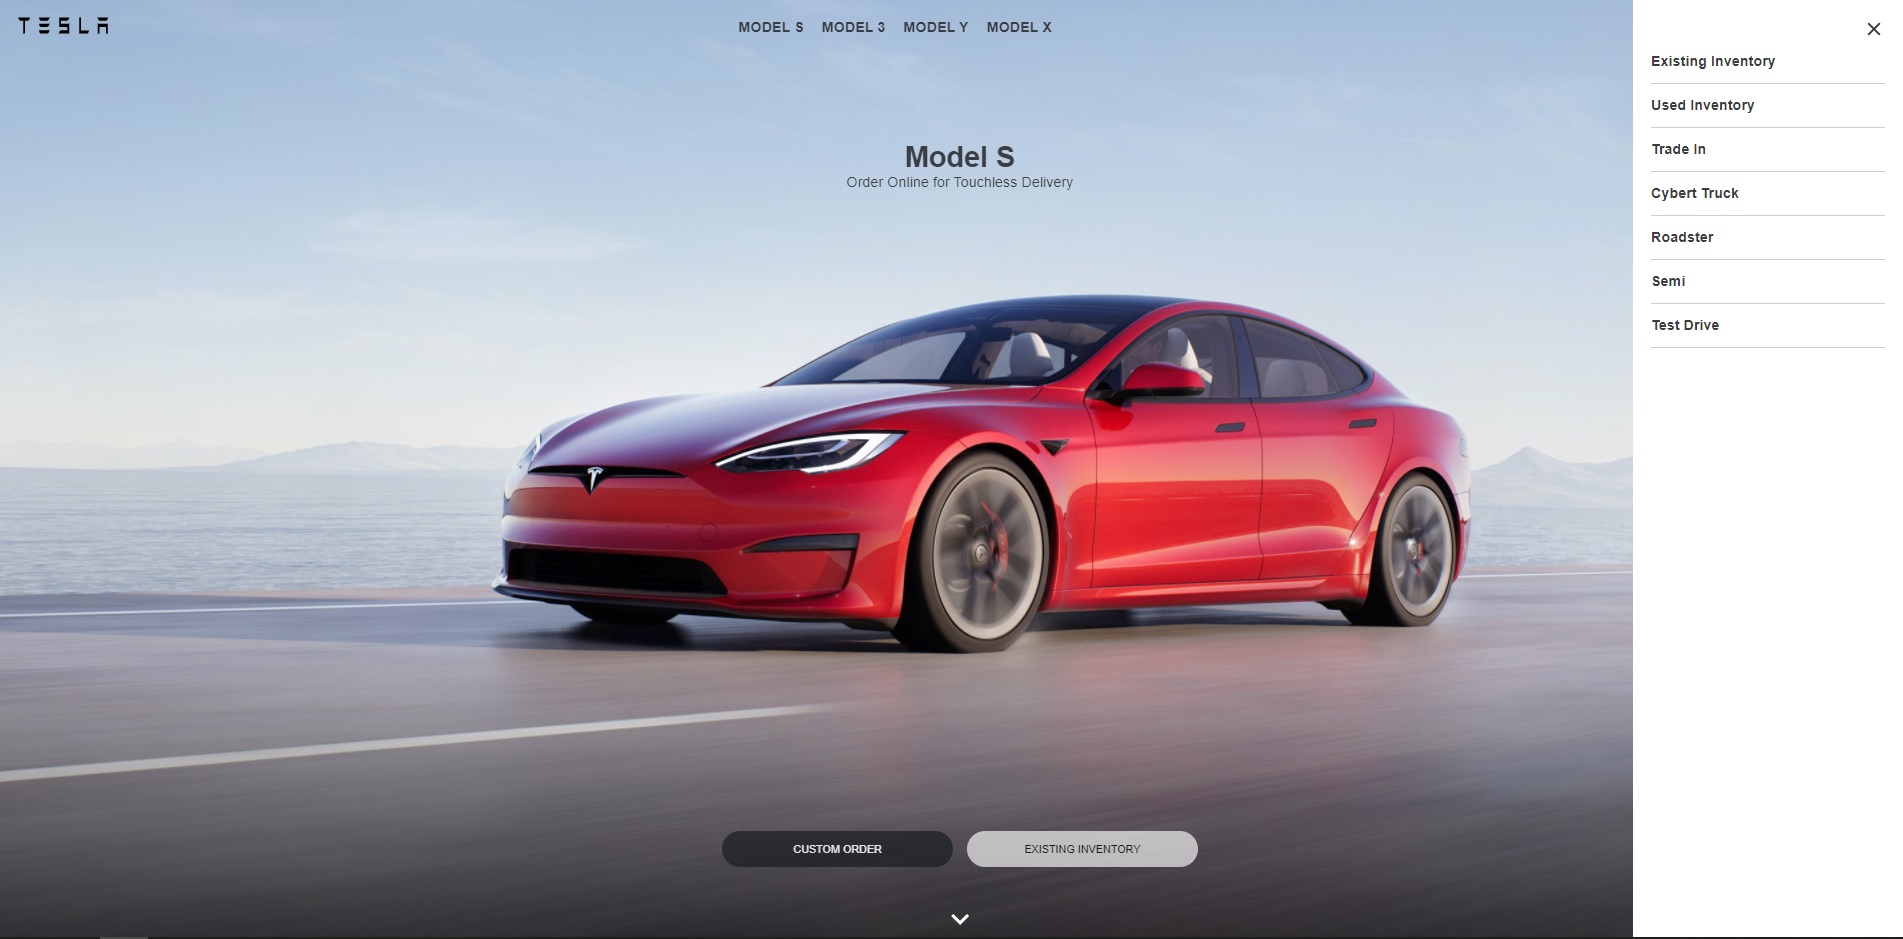 TESLA
MODEL S MODEL 3 MODEL Y MODEL X
Model S
Order Online for Touchless Delivery
CUSTOM ORDER
EXISTING INVENTORY
Existing Inventory
Used Inventory
Trade In
Cybert Truck
Roadster
Semi
Test Drive